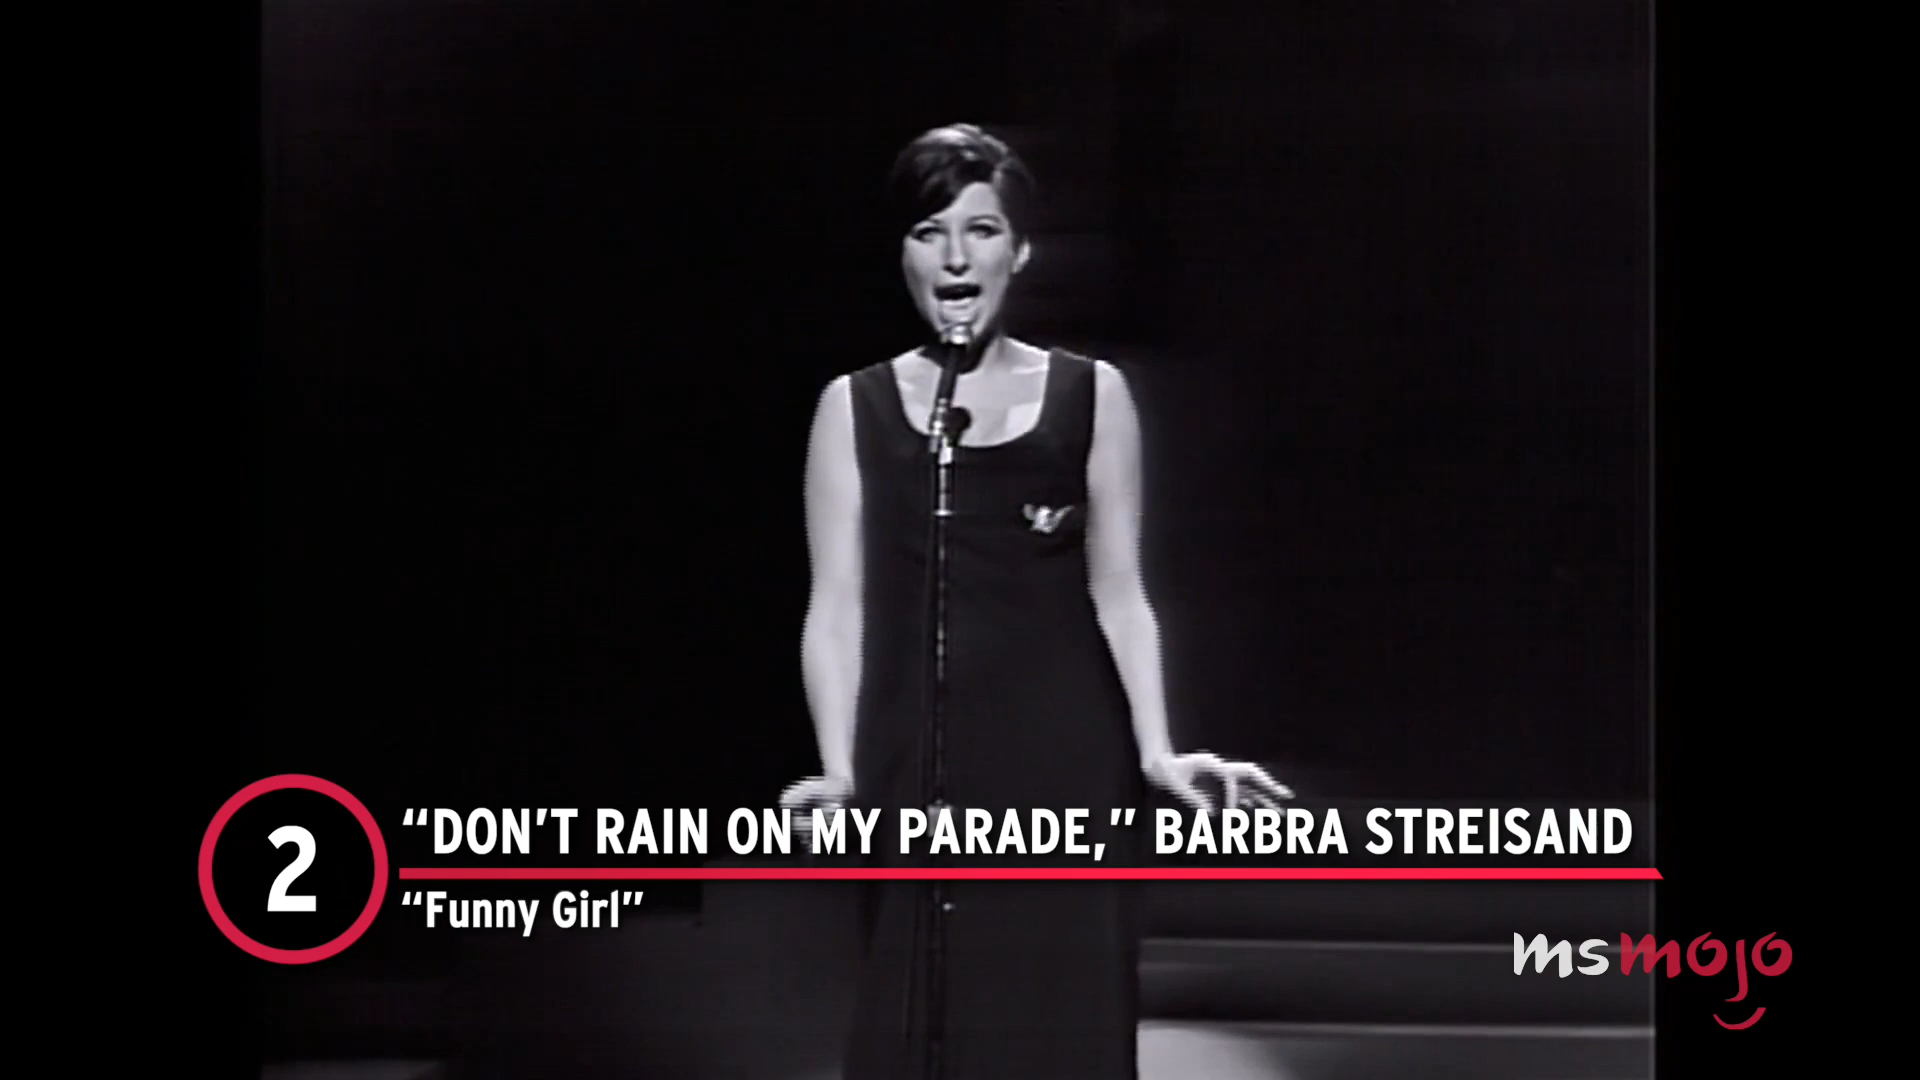 2
“DON’T RAIN ON MY PARADE,” BARBRA STREISAND
“Funny Girl”
msmojo